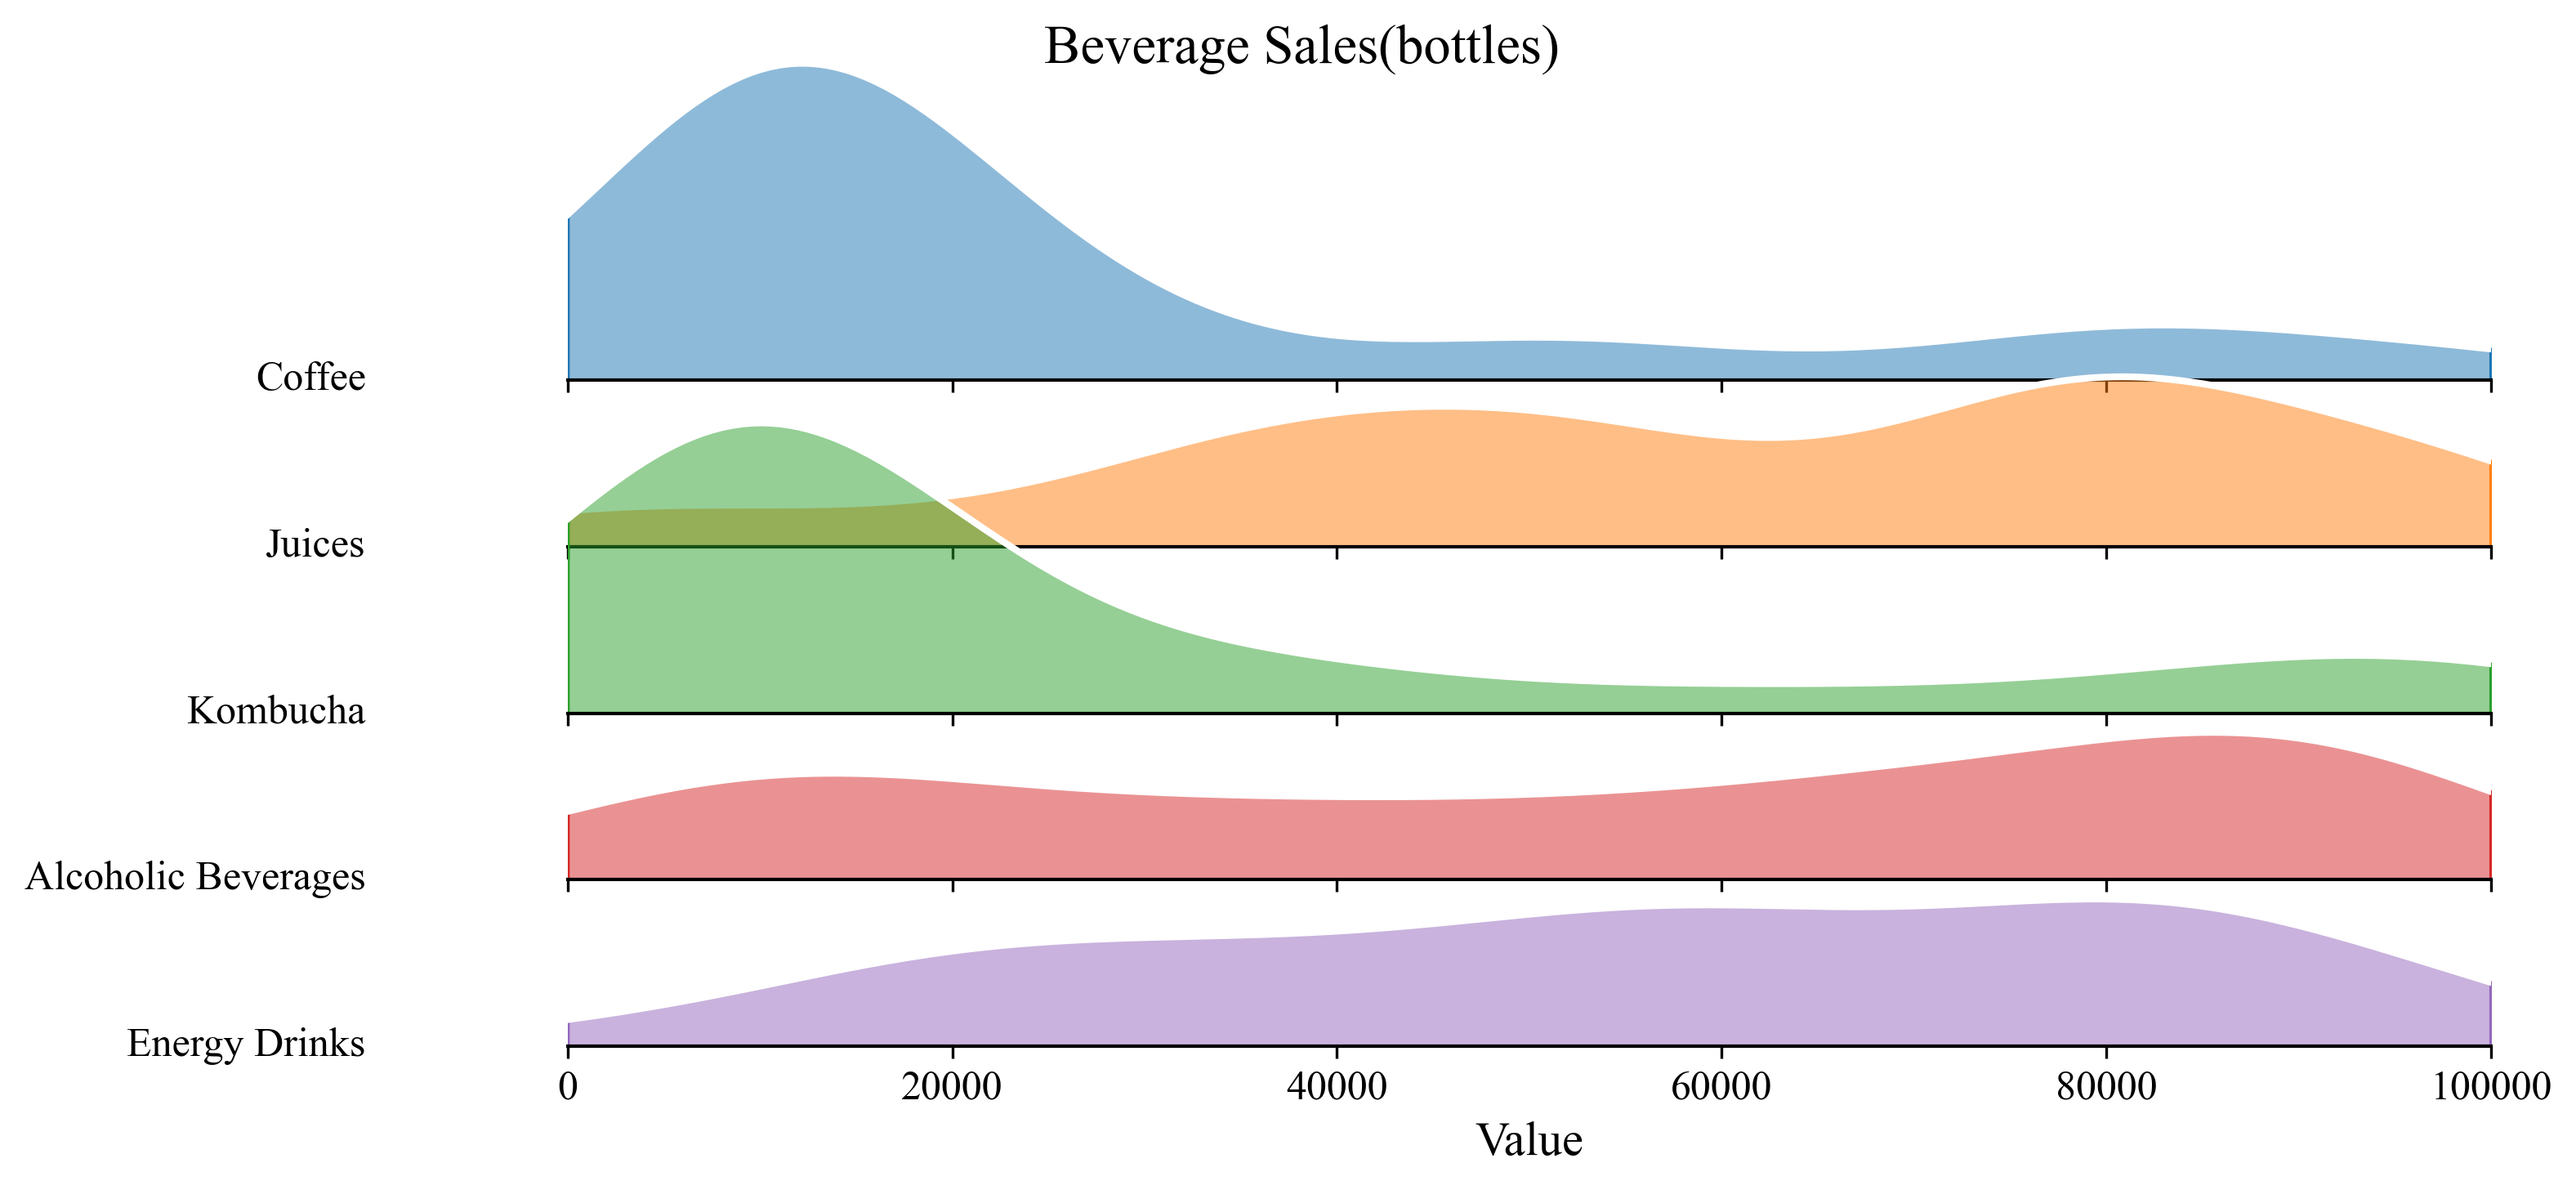 Beverage Sales(bottles)
Coffee
Juices
Kombucha
Alcoholic Beverages
Energy Drinks
0 20000 40000 60000 80000 100000
Value